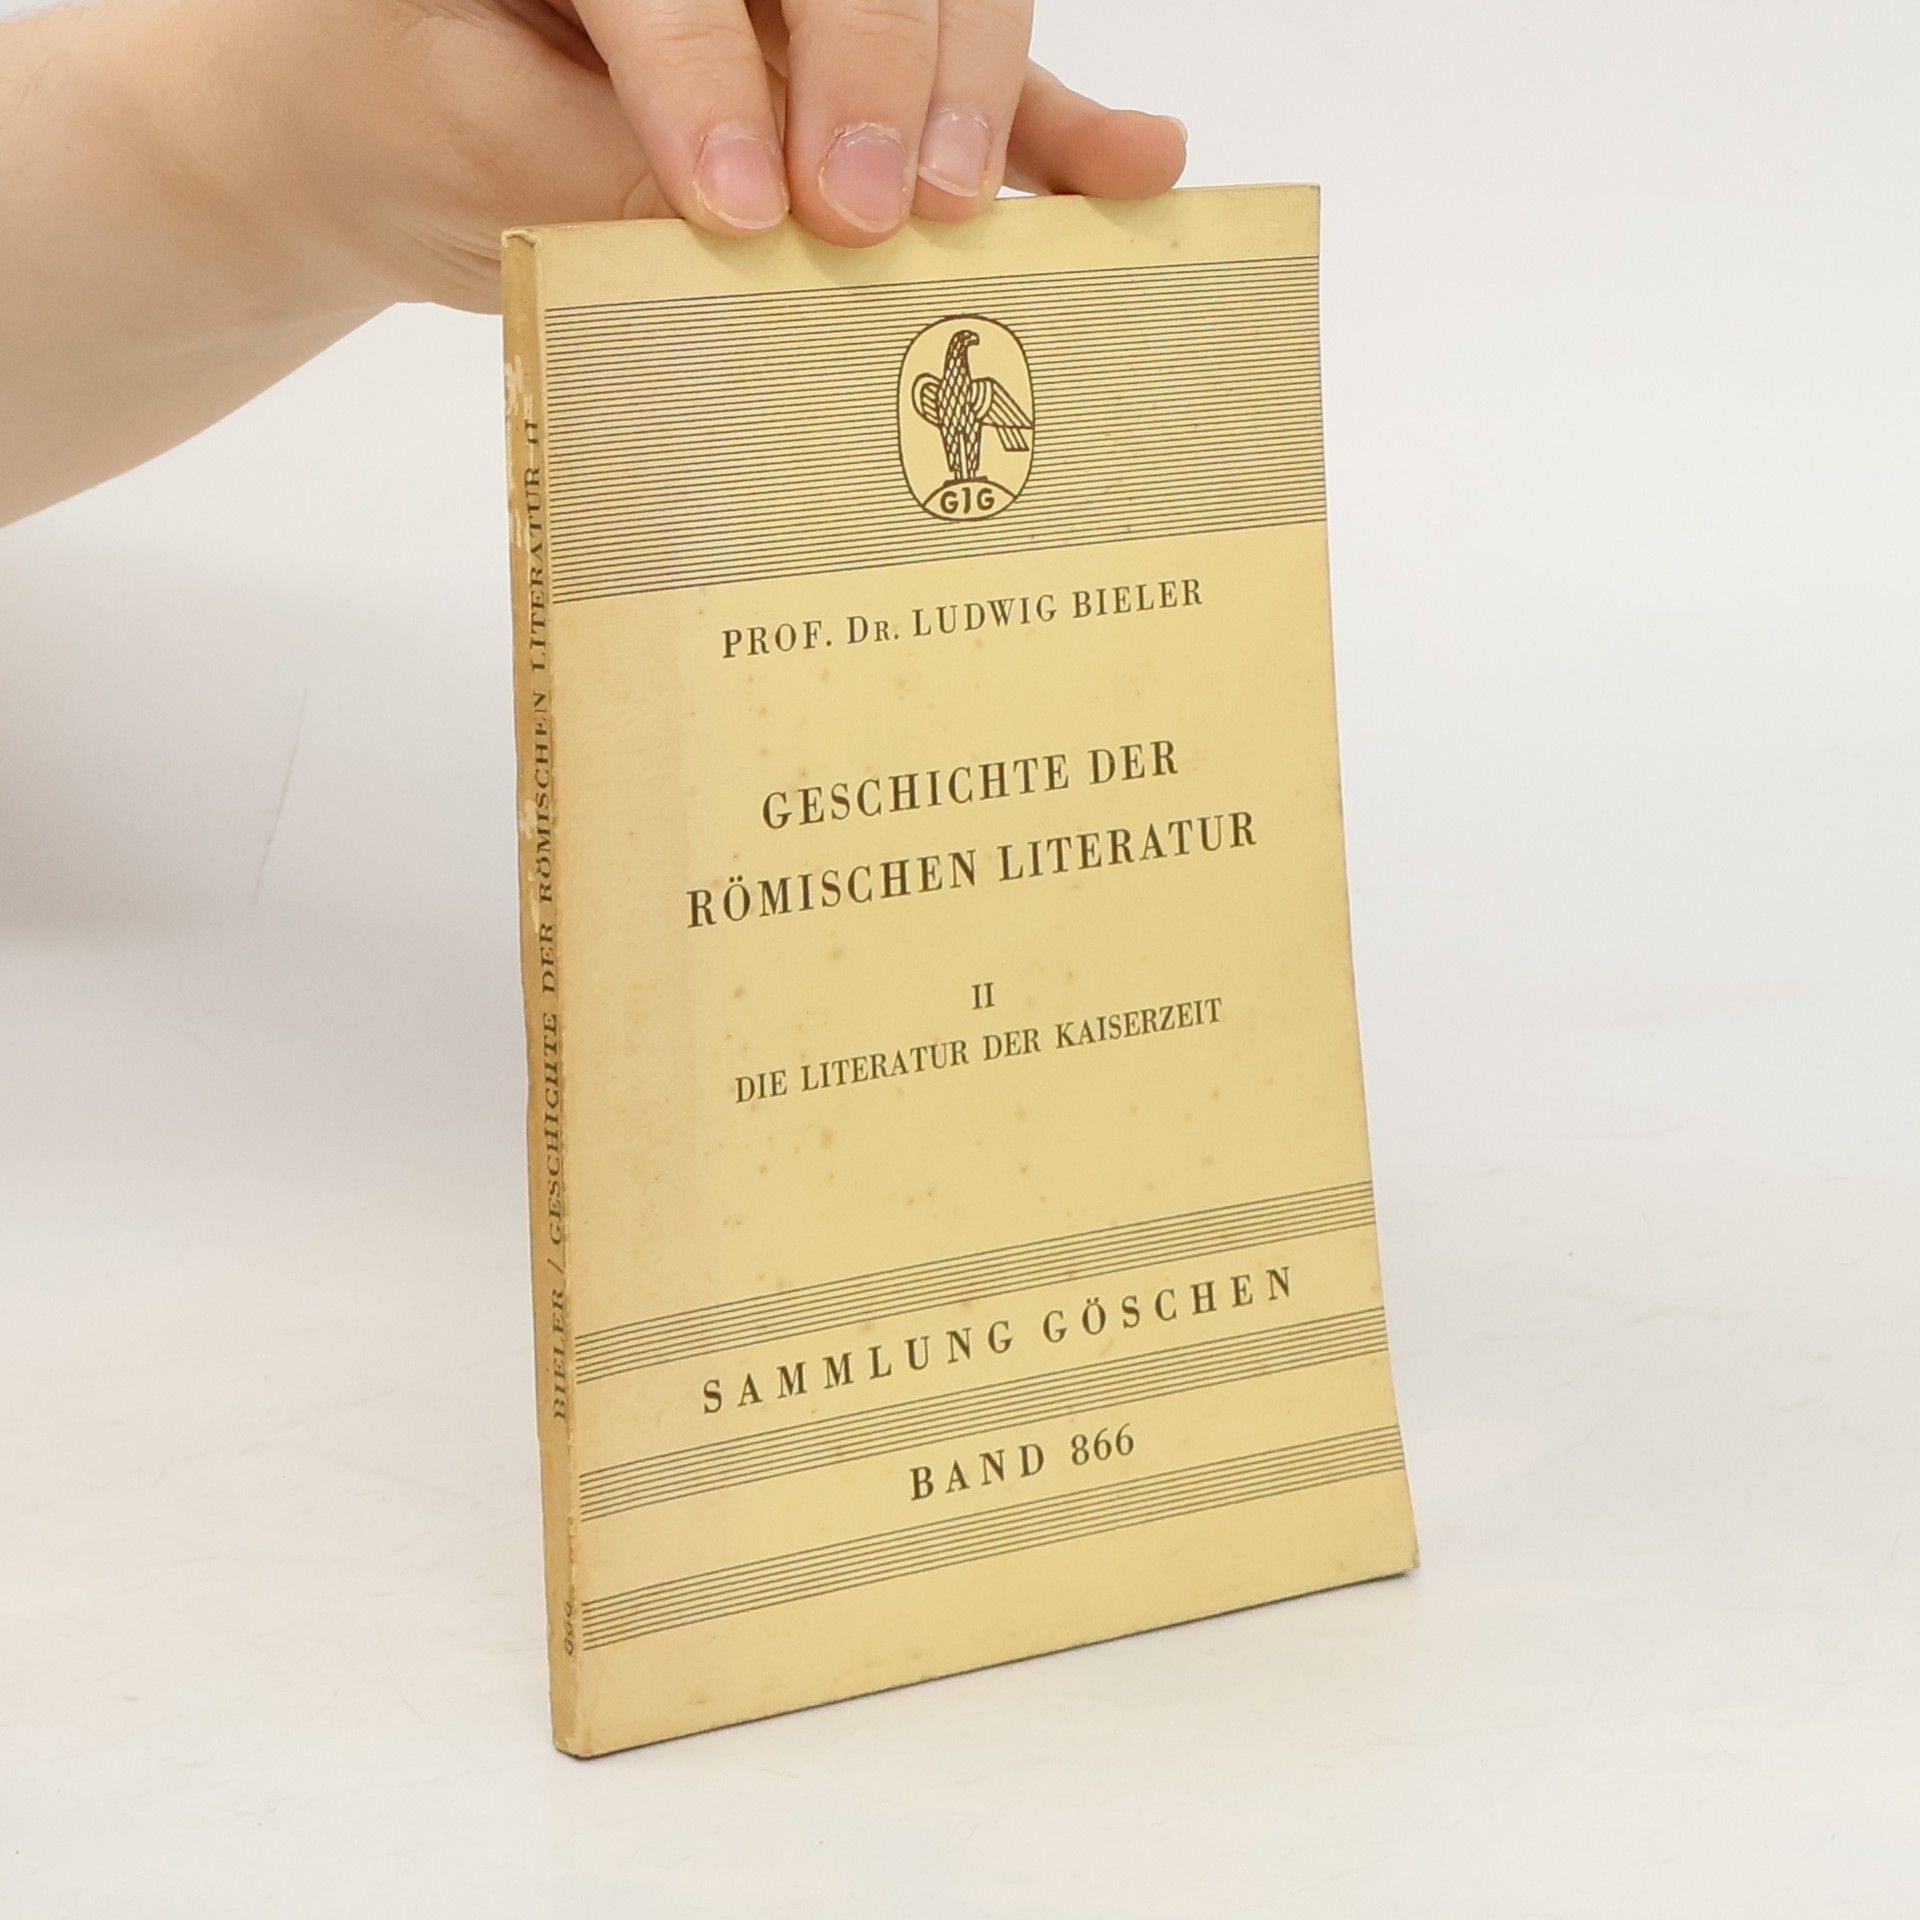 GJG
PROF. DR. LUDWIG BIELER
GESCHICHTE DER
RÖMISCHEN LITERATUR
II
DIE LITERATUR DER KAISERZEIT
SAMMLUNG GÖSCHEN
BAND 866
BIELER / GESCHICHTE DER RÖMISCHEN LITERATUR II
866